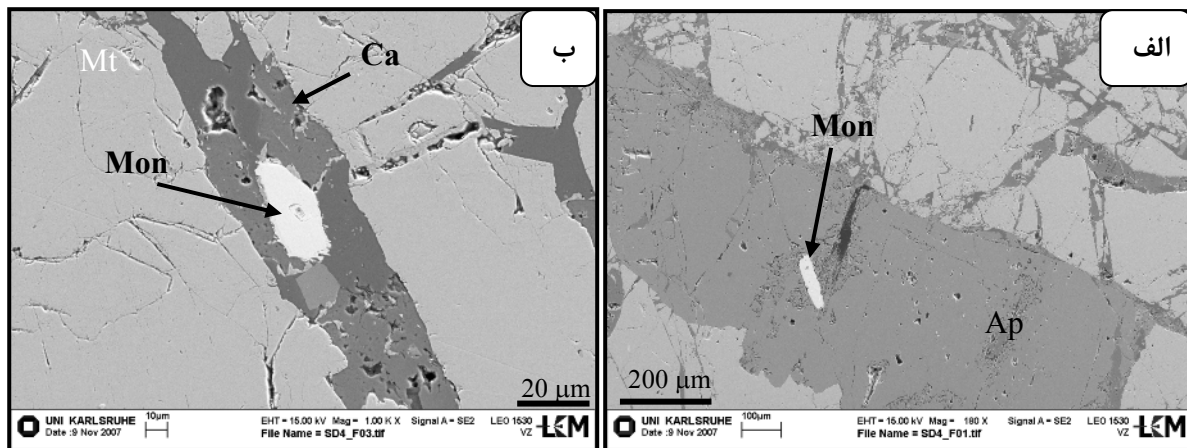 ب
Mt
Ca
Mon
20 μm
UNI KARLSRUHE
Date :9 Nov 2007
10μm
EHT = 15.00 kV Mag = 1.00 K X Signal A = SE2 LEO 1530
File Name = SD4_F03.tif
VZ
LEM
الف
Mon
Ap
200 μm
UNI KARLSRUHE
Date :9 Nov 2007
100μm
EHT = 15.00 kV Mag = 180 X Signal A = SE2 LEO 1530
File Name = SD4_F01.tif
VZ
LEM